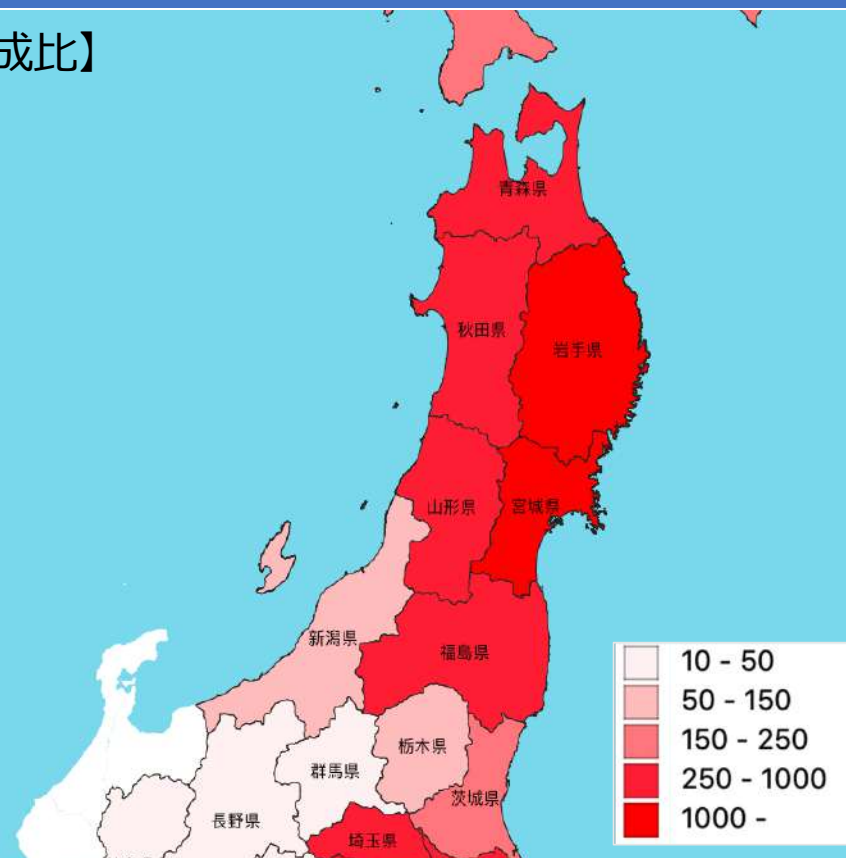 成比】
青森県
秋田県
岩手県
山形県
宮城県
新潟県
福島県
栃木県
群馬県
茨城県
長野県
埼玉県
10 - 50
50 - 150
150 - 250
250 - 1000
1000 -